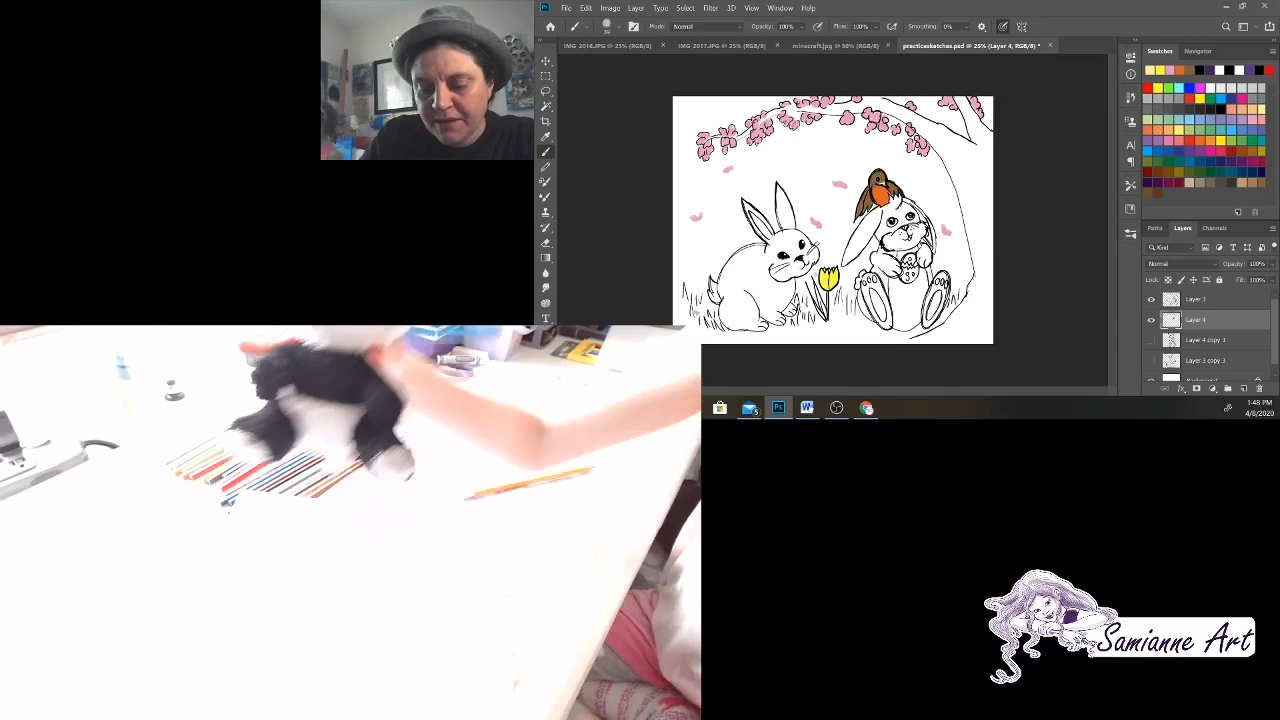 File Edit Image Layer Type Select Filter 3D View Window Help
Mode: Normal Opacity: 100% Flow: 100% Smoothing: 0%
IMG_2016.JPG @ 25% (RGB/8) IMG_2017.JPG @ 25% (RGB/8) minecraft.jpg @ 50% (RGB/8) practicesketches.psd @ 25% (Layer 4, RGB/8) *
Swatches Navigator
Paths Layers Channels
Kind
Normal Opacity: 100%
Lock: Fill: 100%
Layer 3
Layer 4
Layer 4 copy 3
Layer 3 copy 3
1:48 PM
4/8/2020
Samianne Art